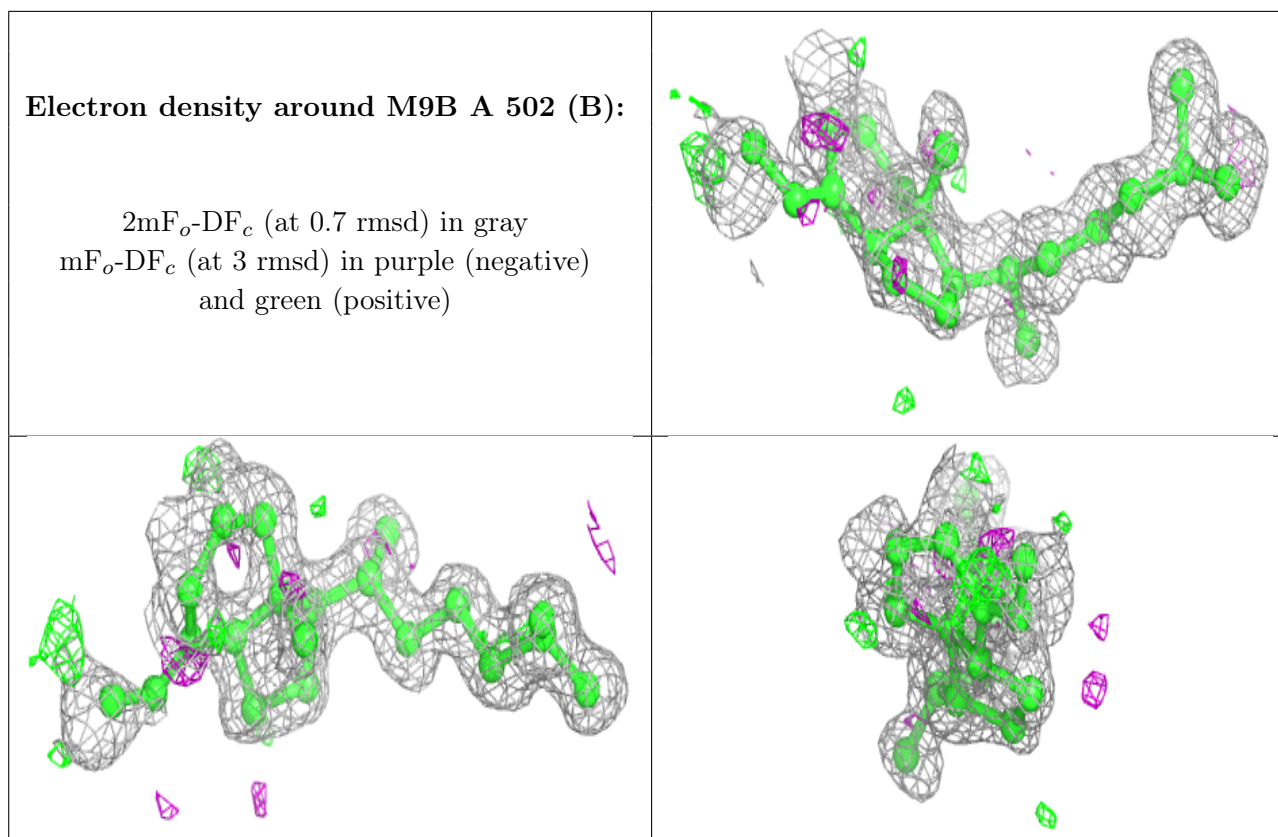 Electron density around M9B A 502 (B):
2mFₒ-DF𝒸 (at 0.7 rmsd) in gray
mFₒ-DF𝒸 (at 3 rmsd) in purple (negative)
and green (positive)